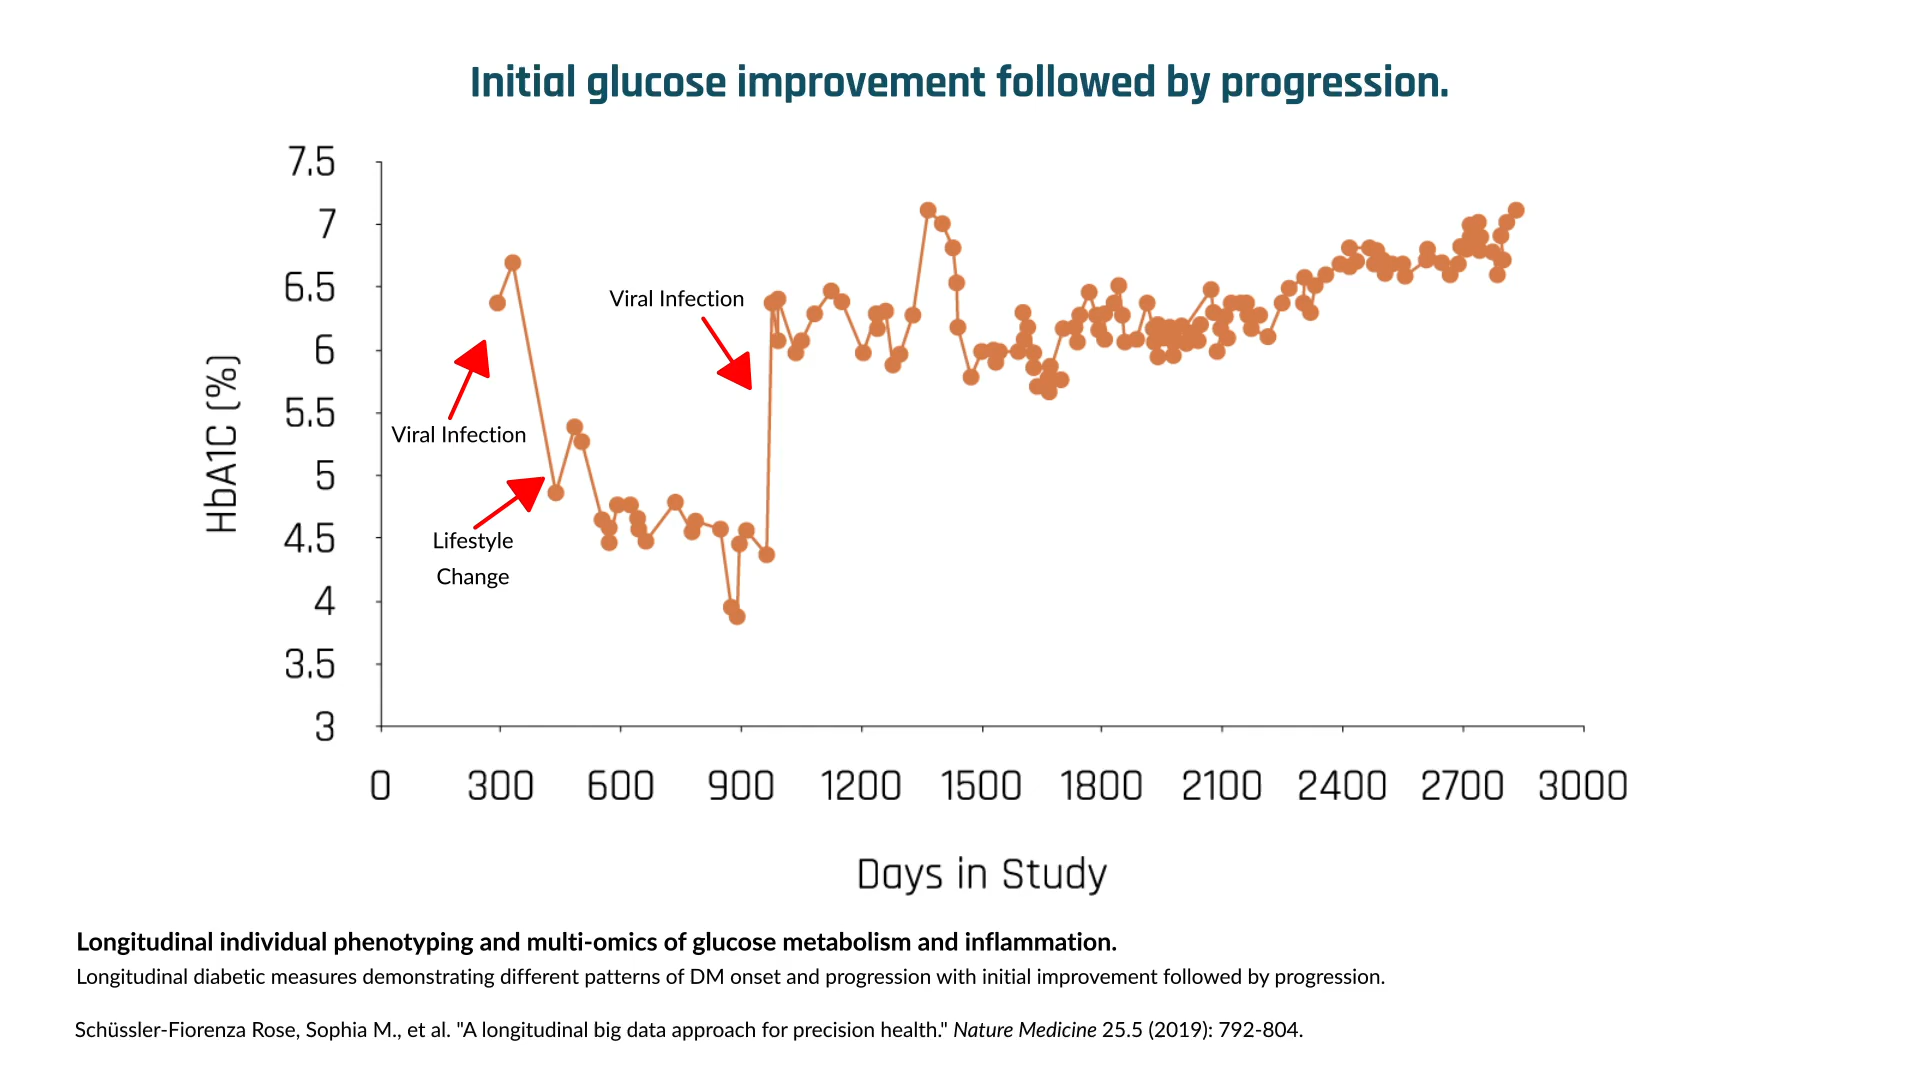 Initial glucose improvement followed by progression.
7.5
7
6.5
6
5.5
5
4.5
4
3.5
3
HbA1C (%)
Viral Infection
Viral Infection
Lifestyle
Change
0 300 600 900 1200 1500 1800 2100 2400 2700 3000
Days in Study
Longitudinal individual phenotyping and multi-omics of glucose metabolism and inflammation.
Longitudinal diabetic measures demonstrating different patterns of DM onset and progression with initial improvement followed by progression.
Schüssler-Fiorenza Rose, Sophia M., et al. "A longitudinal big data approach for precision health." Nature Medicine 25.5 (2019): 792-804.